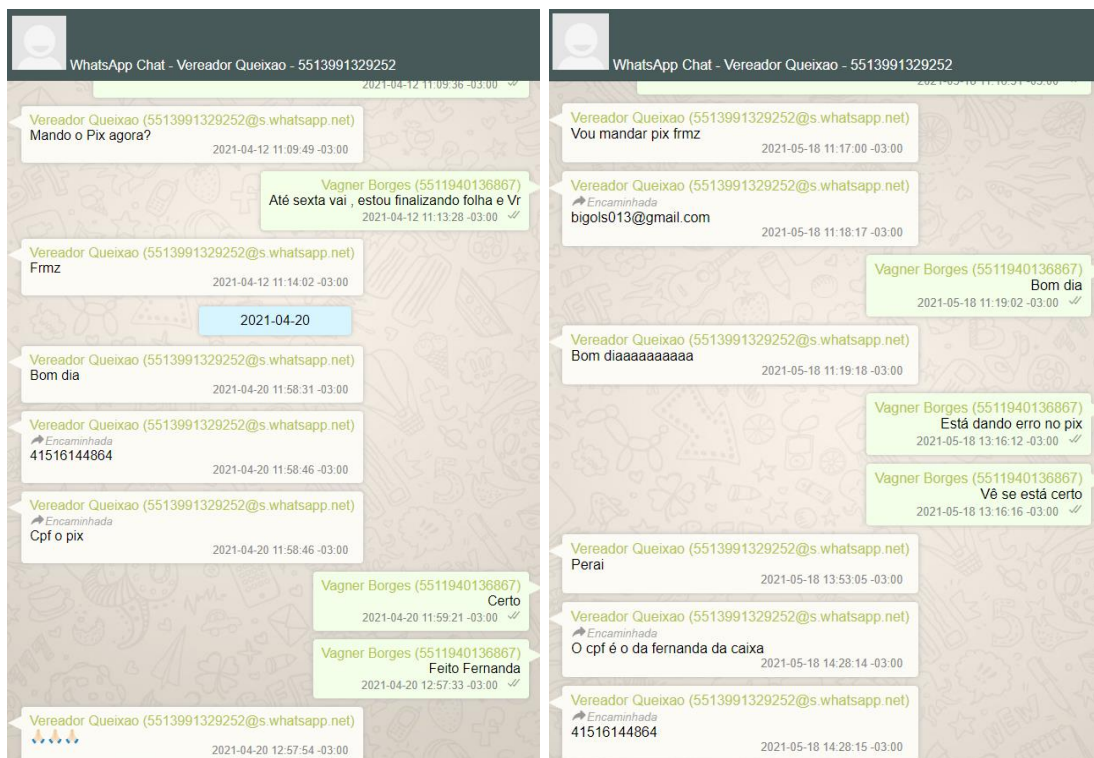 WhatsApp Chat - Vereador Queixao - 5513991329252
2021-04-12 11:09:36 -03:00
Vereador Queixao (5513991329252@s.whatsapp.net)
Mando o Pix agora?
2021-04-12 11:09:49 -03:00
Vagner Borges (5511940136867)
Até sexta vai , estou finalizando folha e Vr
2021-04-12 11:13:28 -03:00
Vereador Queixao (5513991329252@s.whatsapp.net)
Frmz
2021-04-12 11:14:02 -03:00
2021-04-20
Vereador Queixao (5513991329252@s.whatsapp.net)
Bom dia
2021-04-20 11:58:31 -03:00
Vereador Queixao (5513991329252@s.whatsapp.net)
Encaminhada
41516144864
2021-04-20 11:58:46 -03:00
Vereador Queixao (5513991329252@s.whatsapp.net)
Encaminhada
Cpf o pix
2021-04-20 11:58:46 -03:00
Vagner Borges (5511940136867)
Certo
2021-04-20 11:59:21 -03:00
Vagner Borges (5511940136867)
Feito Fernanda
2021-04-20 12:57:33 -03:00
Vereador Queixao (5513991329252@s.whatsapp.net)
🙏🏻🙏🏻🙏🏻
2021-04-20 12:57:54 -03:00
WhatsApp Chat - Vereador Queixao - 5513991329252
Vereador Queixao (5513991329252@s.whatsapp.net)
Vou mandar pix frmz
2021-05-18 11:17:00 -03:00
Vereador Queixao (5513991329252@s.whatsapp.net)
Encaminhada
bigols013@gmail.com
2021-05-18 11:18:17 -03:00
Vagner Borges (5511940136867)
Bom dia
2021-05-18 11:19:02 -03:00
Vereador Queixao (5513991329252@s.whatsapp.net)
Bom diaaaaaaaaaa
2021-05-18 11:19:18 -03:00
Vagner Borges (5511940136867)
Está dando erro no pix
2021-05-18 13:16:12 -03:00
Vagner Borges (5511940136867)
Vê se está certo
2021-05-18 13:16:16 -03:00
Vereador Queixao (5513991329252@s.whatsapp.net)
Perai
2021-05-18 13:53:05 -03:00
Vereador Queixao (5513991329252@s.whatsapp.net)
Encaminhada
O cpf é o da fernanda da caixa
2021-05-18 14:28:14 -03:00
Vereador Queixao (5513991329252@s.whatsapp.net)
Encaminhada
41516144864
2021-05-18 14:28:15 -03:00